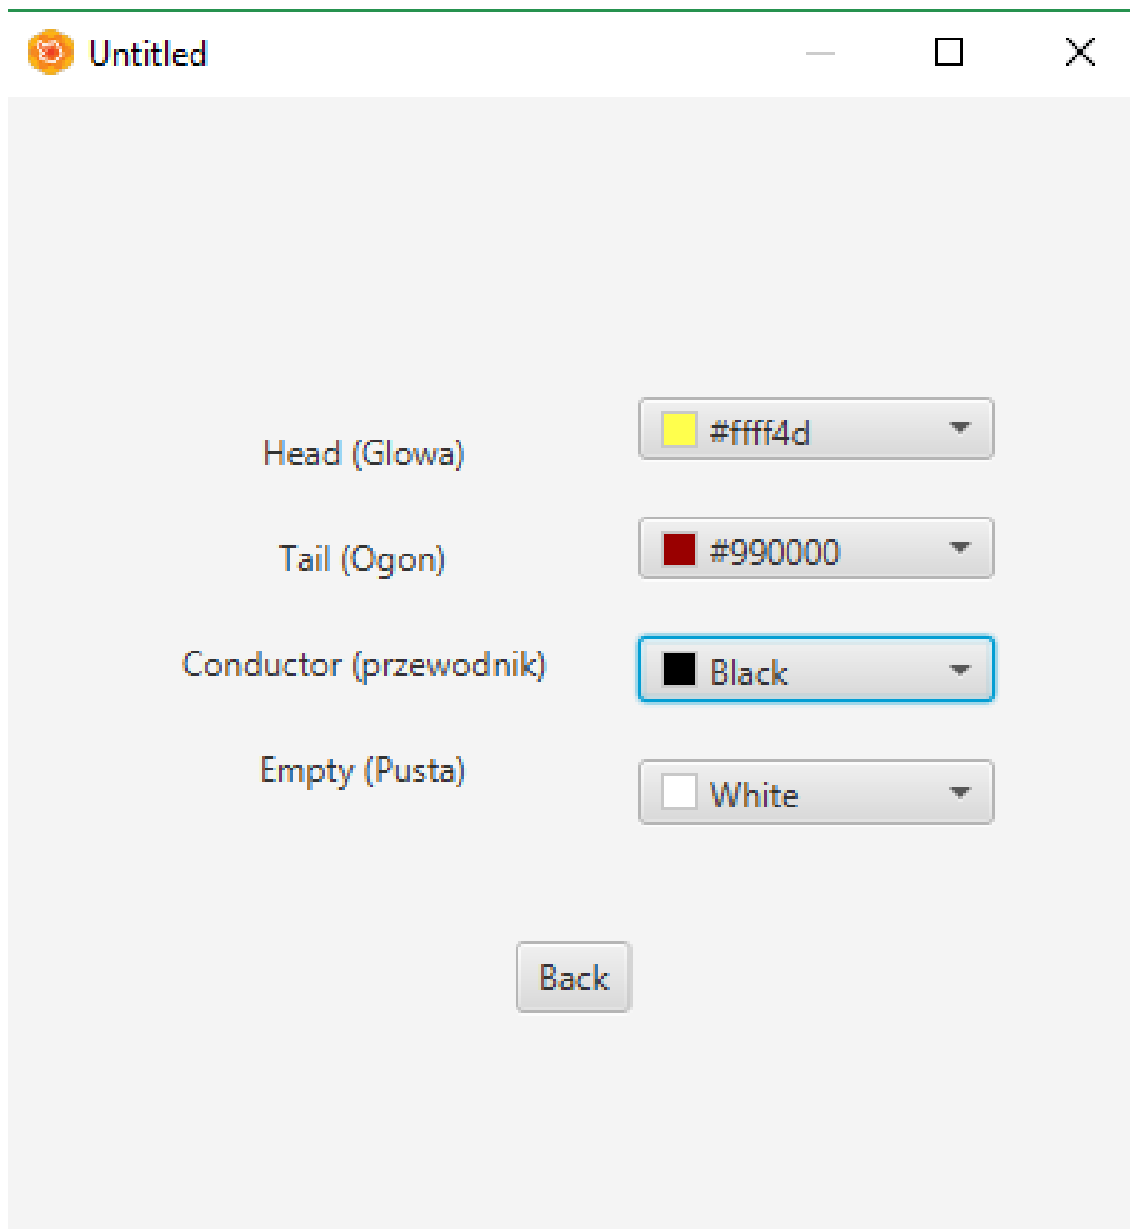 Untitled
Head (Glowa)
#ffff4d
Tail (Ogon)
#990000
Conductor (przewodnik)
Black
Empty (Pusta)
White
Back